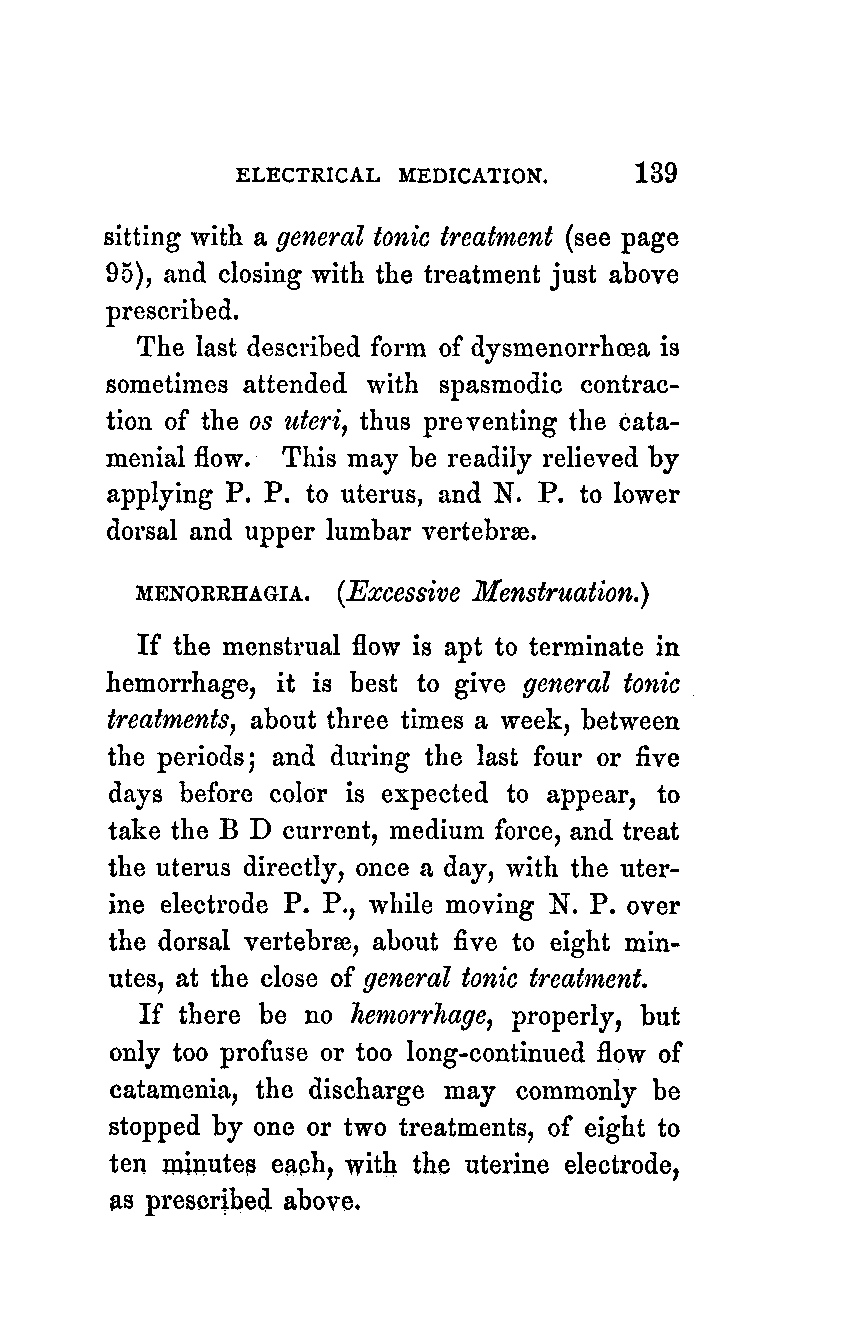 ELECTRICAL MEDICATION. 139
sitting with a general tonic treatment (see page
95), and closing with the treatment just above
prescribed.
The last described form of dysmenorrhœa is
sometimes attended with spasmodic contrac-
tion of the os uteri, thus preventing the cata-
menial flow. This may be readily relieved by
applying P. P. to uterus, and N. P. to lower
dorsal and upper lumbar vertebræ.
MENORRHAGIA. (Excessive Menstruation.)
If the menstrual flow is apt to terminate in
hemorrhage, it is best to give general tonic
treatments, about three times a week, between
the periods; and during the last four or five
days before color is expected to appear, to
take the B D current, medium force, and treat
the uterus directly, once a day, with the uter-
ine electrode P. P., while moving N. P. over
the dorsal vertebræ, about five to eight min-
utes, at the close of general tonic treatment.
If there be no hemorrhage, properly, but
only too profuse or too long-continued flow of
catamenia, the discharge may commonly be
stopped by one or two treatments, of eight to
ten minutes each, with the uterine electrode,
as prescribed above.